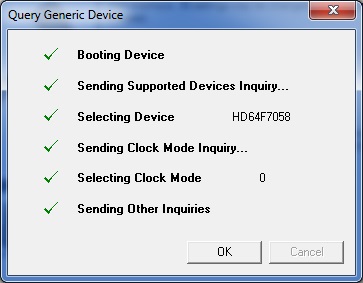 Query Generic Device
Booting Device
Sending Supported Devices Inquiry...
Selecting Device HD64F7058
Sending Clock Mode Inquiry...
Selecting Clock Mode 0
Sending Other Inquiries
OK Cancel